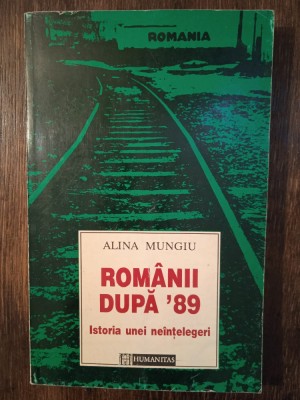 ROMANIA
ALINA MUNGIU
ROMÂNII
DUPĂ '89
Istoria unei neînțelegeri
HUMANITAS